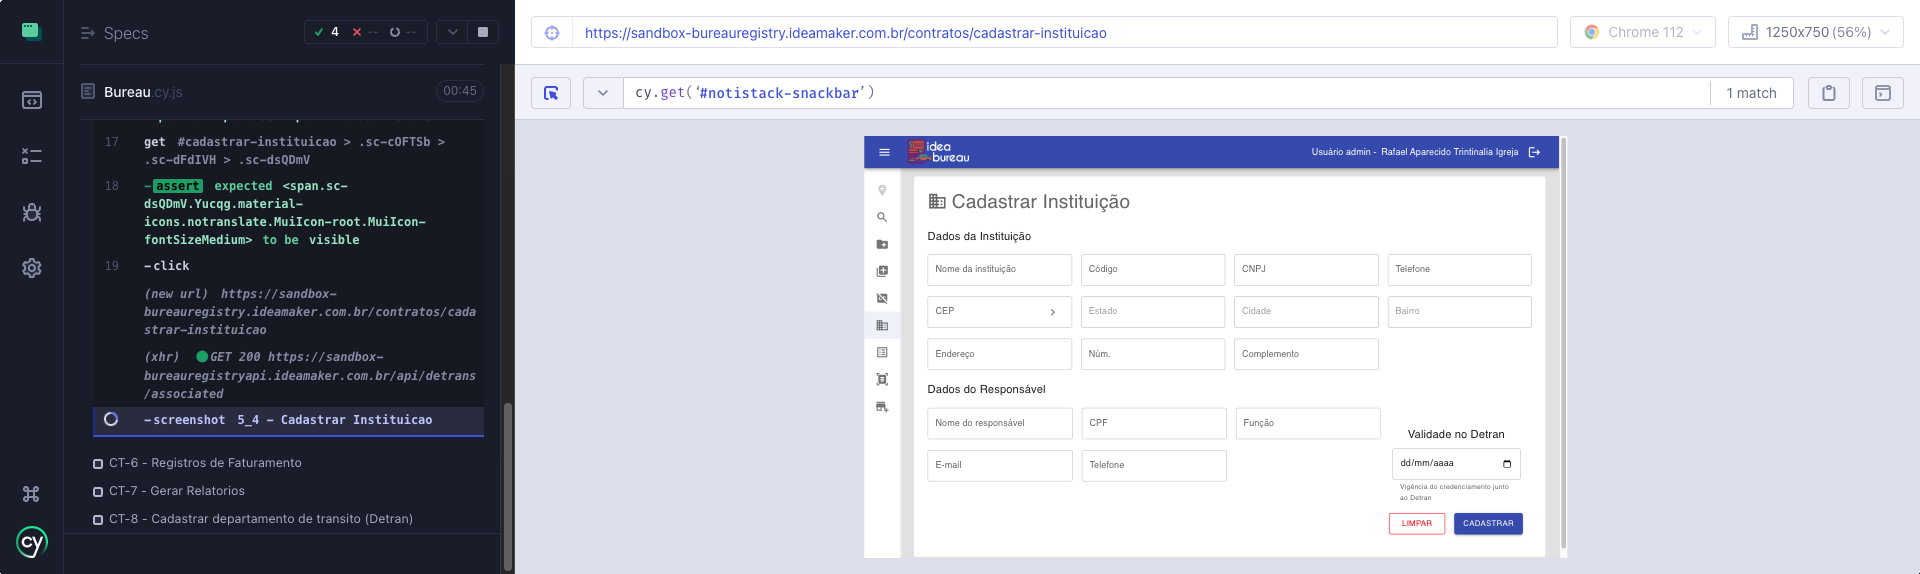 Specs
4 -- --
Bureau.cy.js 00:45
17 get #cadastrar-instituicao > .sc-cOFTSb >
.sc-dFdIVH > .sc-dsQDmV
18 -assert expected <span.sc-
dsQDmV.Yucqg.material-
icons.notranslate.MuiIcon-root.MuiIcon-
fontSizeMedium> to be visible
19 -click
(new url) https://sandbox-
bureauregistry.ideamaker.com.br/contratos/cada
strar-instituicao
(xhr) GET 200 https://sandbox-
bureauregistryapi.ideamaker.com.br/api/detrans
/associated
-screenshot 5_4 - Cadastrar Instituicao
CT-6 - Registros de Faturamento
CT-7 - Gerar Relatorios
CT-8 - Cadastrar departamento de transito (Detran)
cy
https://sandbox-bureauregistry.ideamaker.com.br/contratos/cadastrar-instituicao
Chrome 112
1250x750 (56%)
cy.get('#notistack-snackbar')
1 match
idea
bureau
Usuário admin - Rafael Aparecido Trintinalia Igreja
Cadastrar Instituição
Dados da Instituição
Nome da instituição Código CNPJ Telefone
CEP Estado Cidade Bairro
Endereço Núm. Complemento
Dados do Responsável
Nome do responsável CPF Função
Validade no Detran
E-mail Telefone dd/mm/aaaa
Vigência do credenciamento junto
ao Detran
LIMPAR CADASTRAR